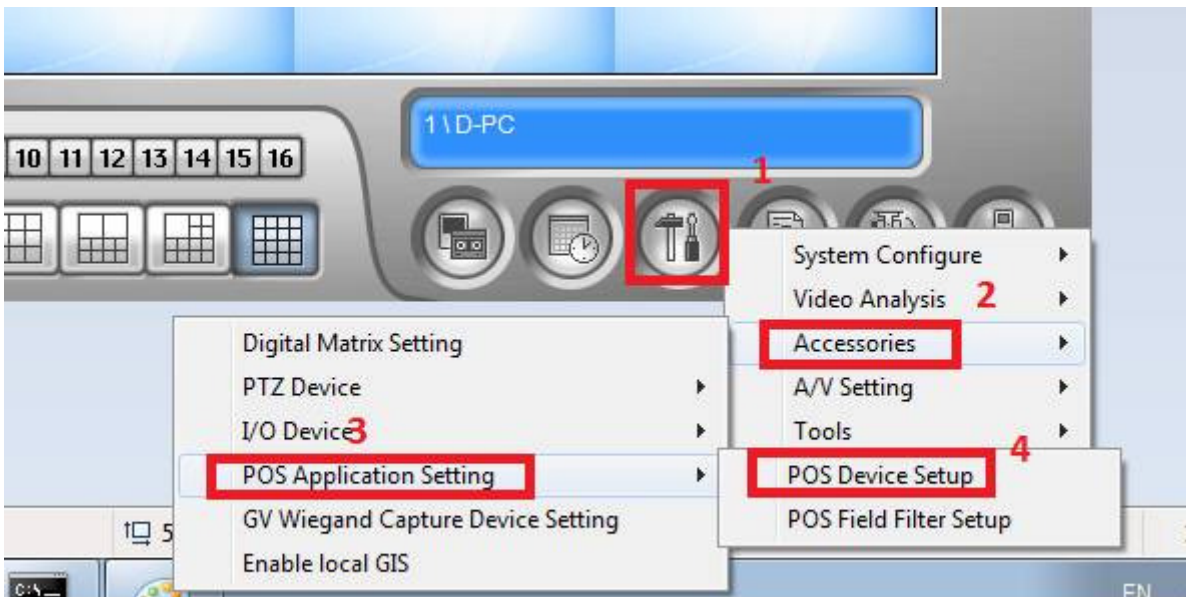 1 \ D-PC
10 11 12 13 14 15 16
1
System Configure
Video Analysis 2
Accessories
A/V Setting
Tools
Digital Matrix Setting
PTZ Device
I/O Device 3
POS Application Setting
GV Wiegand Capture Device Setting
Enable local GIS
4
POS Device Setup
POS Field Filter Setup
5
C:\
EN